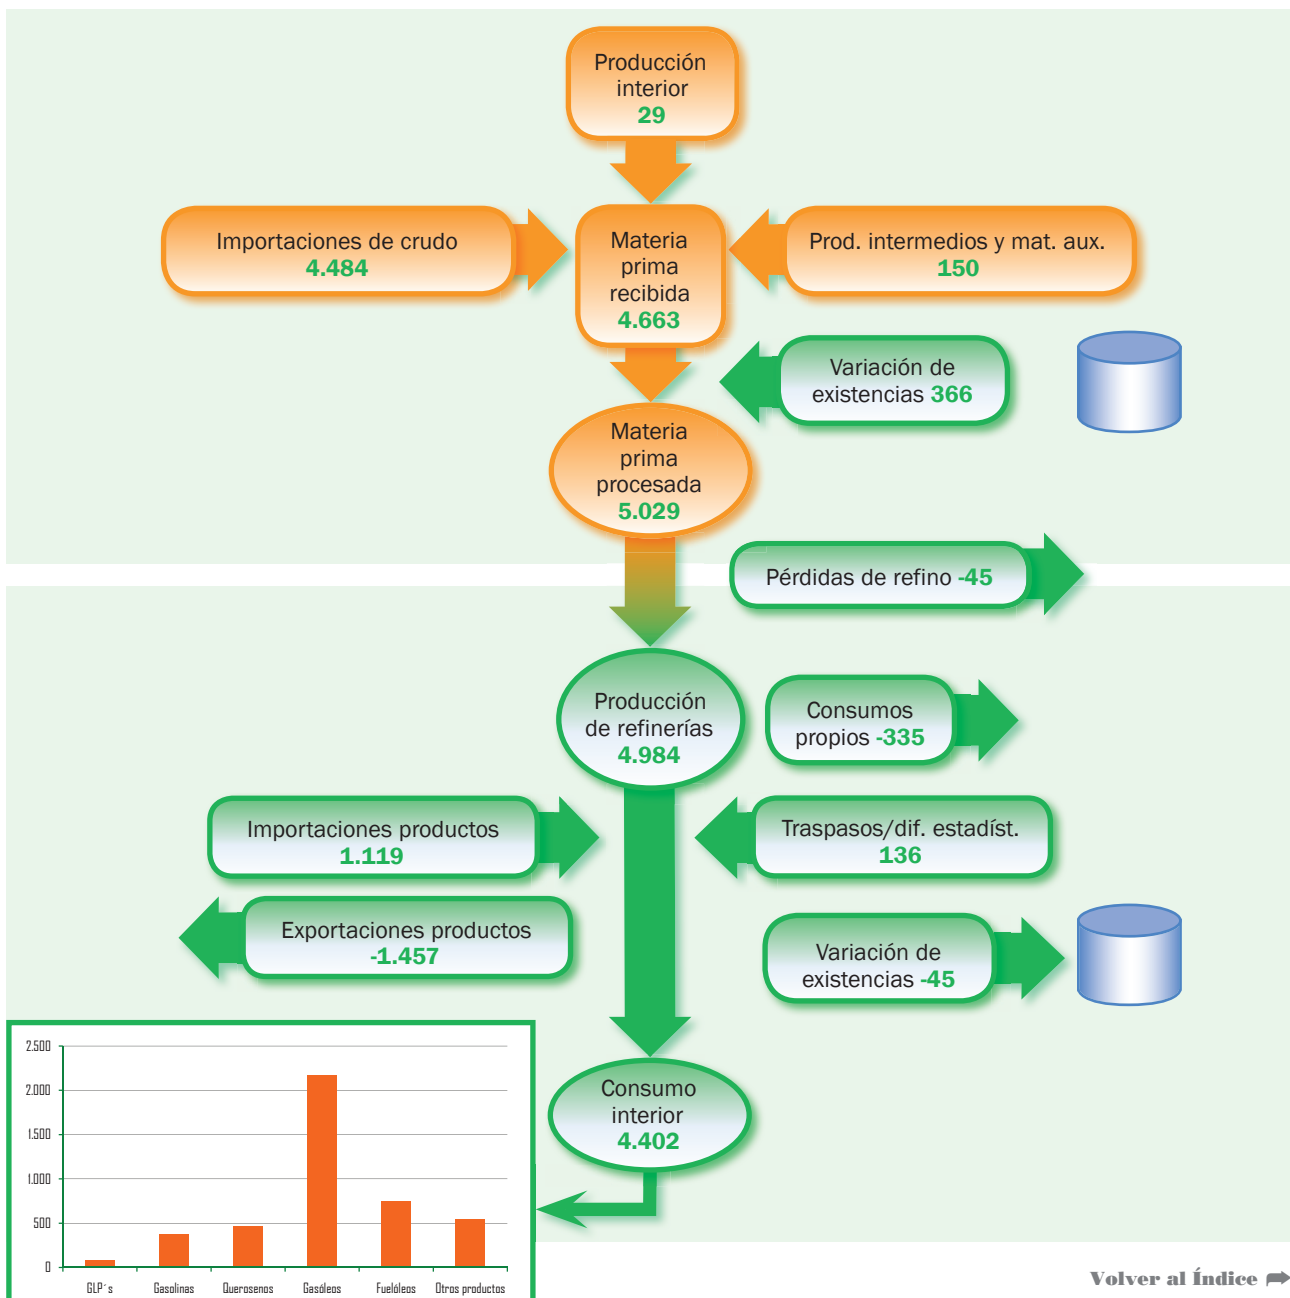 Producción
interior
29
Importaciones de crudo
4.484
Materia
prima
recibida
4.663
Prod. intermedios y mat. aux.
150
Variación de
existencias 366
Materia
prima
procesada
5.029
Pérdidas de refino -45
Producción
de refinerías
4.984
Consumos
propios -335
Importaciones productos
1.119
Traspasos/dif. estadíst.
136
Exportaciones productos
-1.457
Variación de
existencias -45
Consumo
interior
4.402
2.500
2.000
1.500
1.000
500
0
GLP´s Gasolinas Querosenos Gasóleos Fuelóleos Otros productos
Volver al Índice